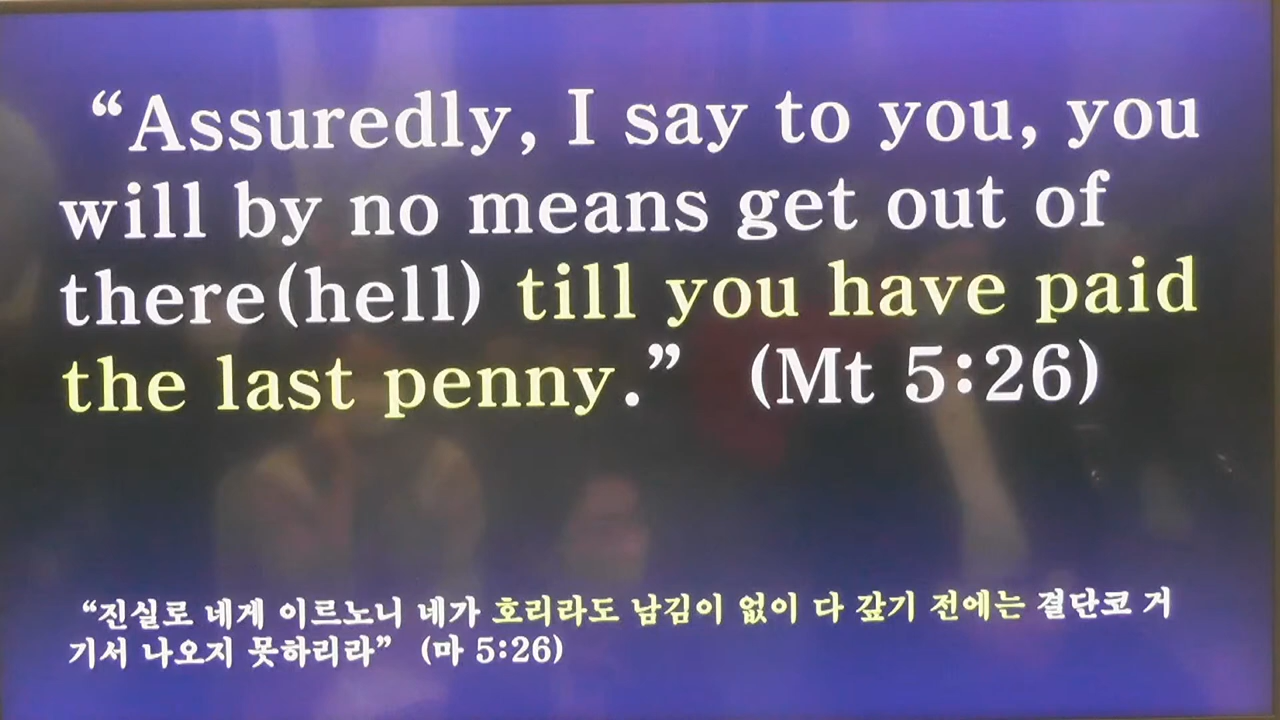 “Assuredly, I say to you, you
will by no means get out of
there(hell) till you have paid
the last penny.” (Mt 5:26)
“진실로 네게 이르노니 네가 호리라도 남김이 없이 다 갚기 전에는 결단코 거
기서 나오지 못하리라” (마 5:26)